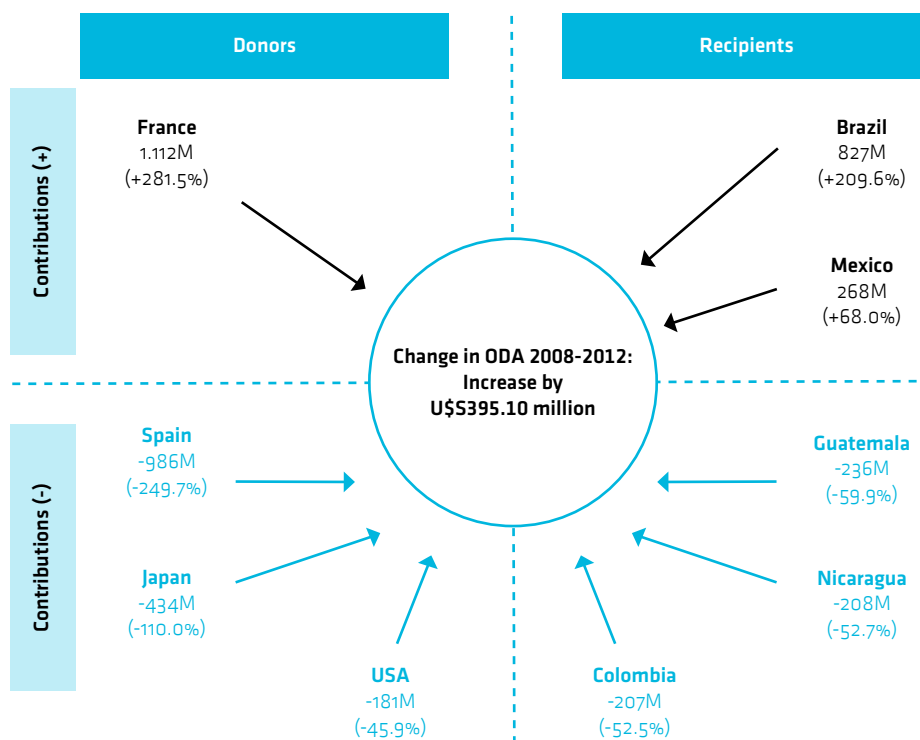 Donors
Recipients
Contributions (+)
France
1.112M
(+281.5%)
Brazil
827M
(+209.6%)
Mexico
268M
(+68.0%)
Change in ODA 2008-2012:
Increase by
U$S395.10 million
Contributions (-)
Spain
-986M
(-249.7%)
Guatemala
-236M
(-59.9%)
Japan
-434M
(-110.0%)
Nicaragua
-208M
(-52.7%)
USA
-181M
(-45.9%)
Colombia
-207M
(-52.5%)